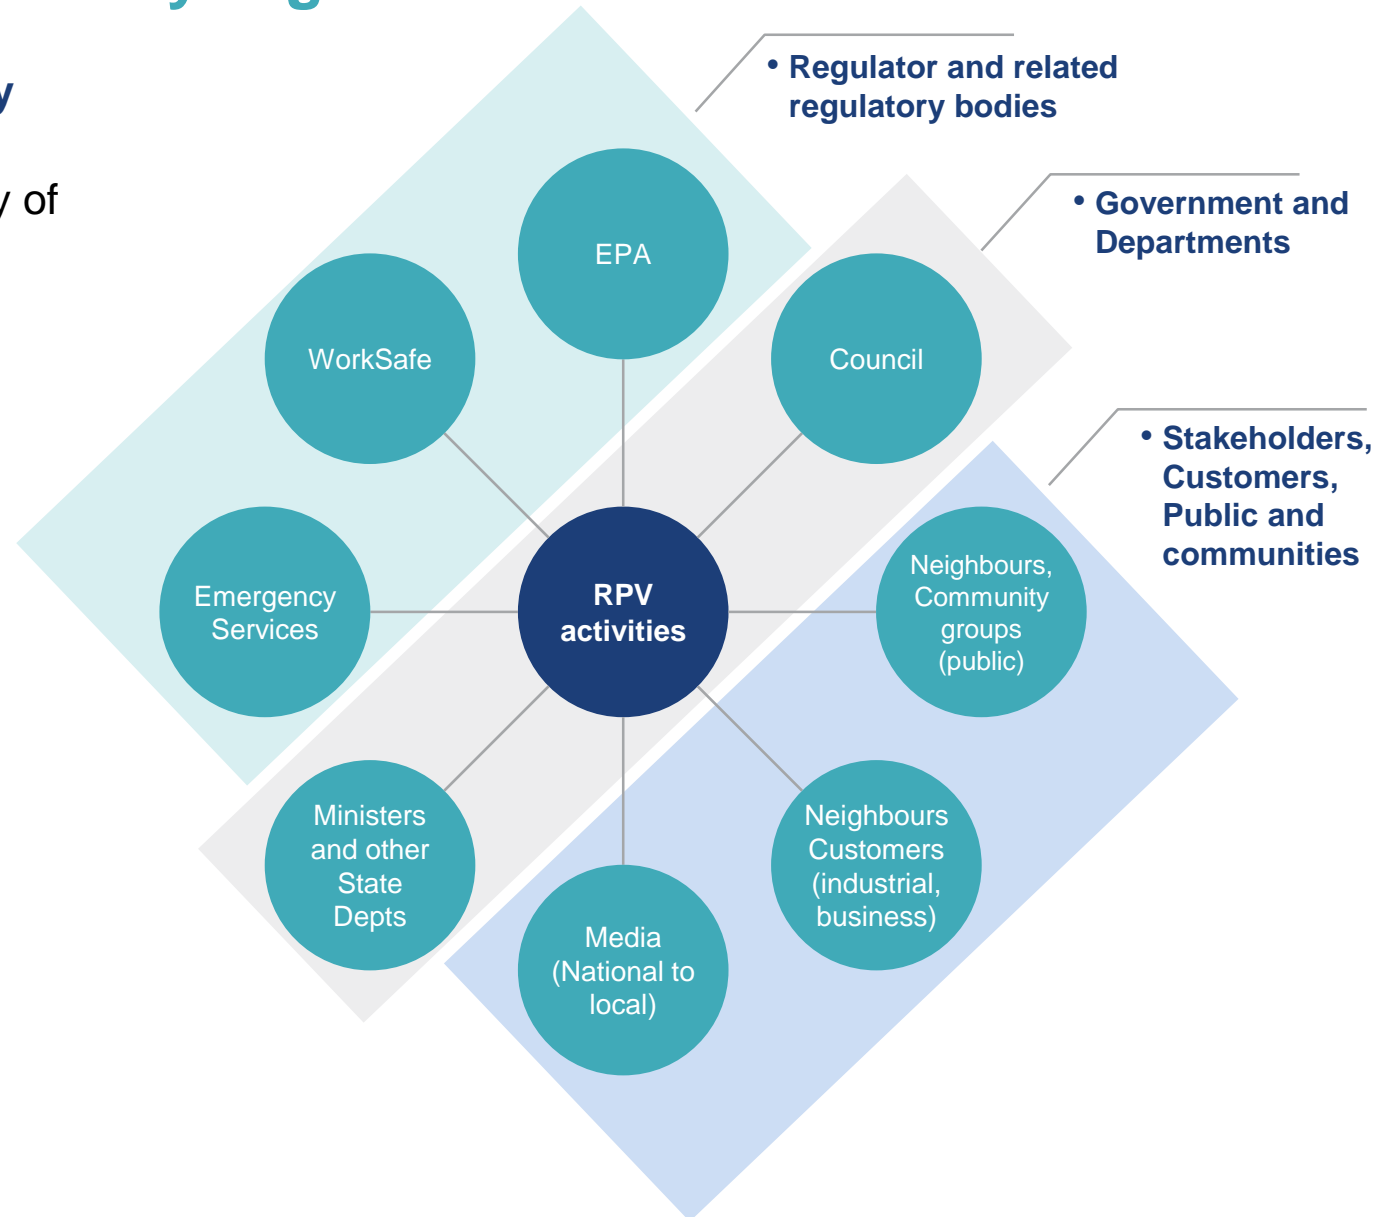 y of
• Regulator and related
regulatory bodies
• Government and
Departments
• Stakeholders,
Customers,
Public and
communities
EPA
WorkSafe
Council
Emergency
Services
RPV
activities
Neighbours,
Community
groups
(public)
Ministers
and other
State
Depts
Neighbours
Customers
(industrial,
business)
Media
(National to
local)